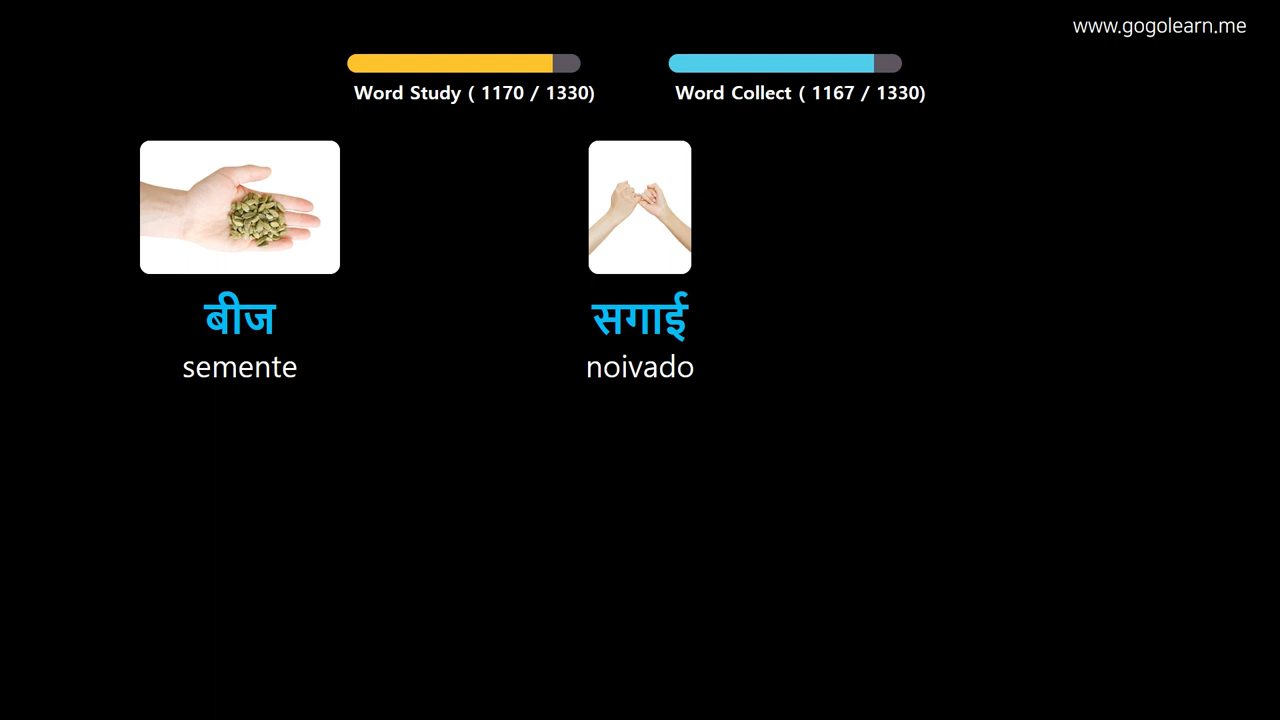 www.gogolearn.me
Word Study ( 1170 / 1330)
Word Collect ( 1167 / 1330)
बीज
semente
सगाई
noivado